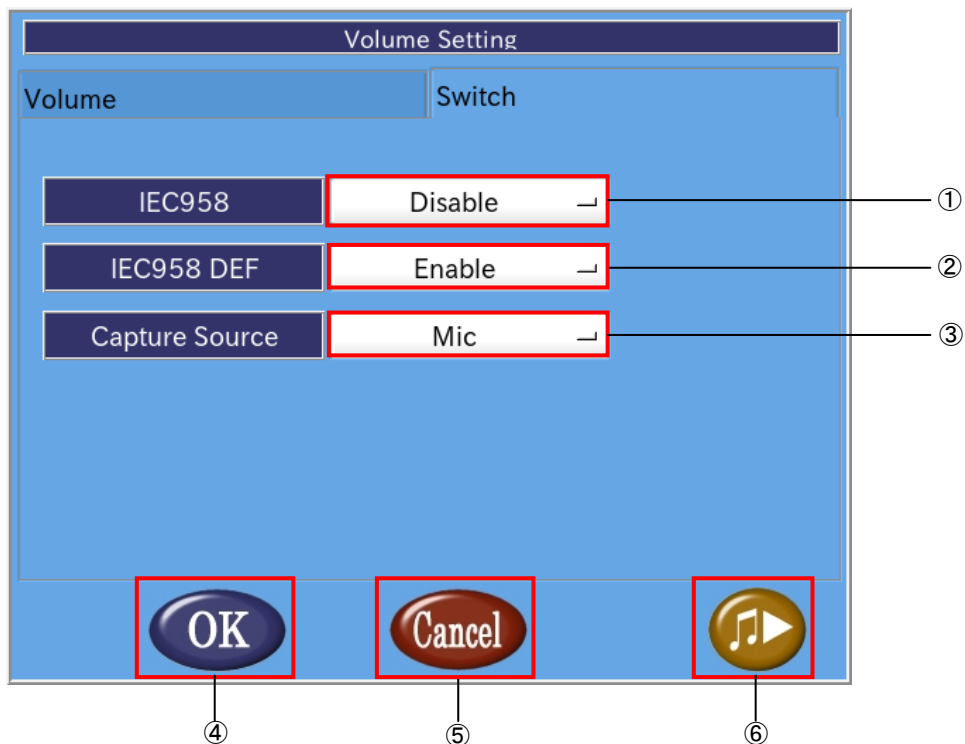 Volume Setting
Volume
Switch
IEC958 Disable ①
IEC958 DEF Enable ②
Capture Source Mic ③
OK Cancel
④ ⑤ ⑥